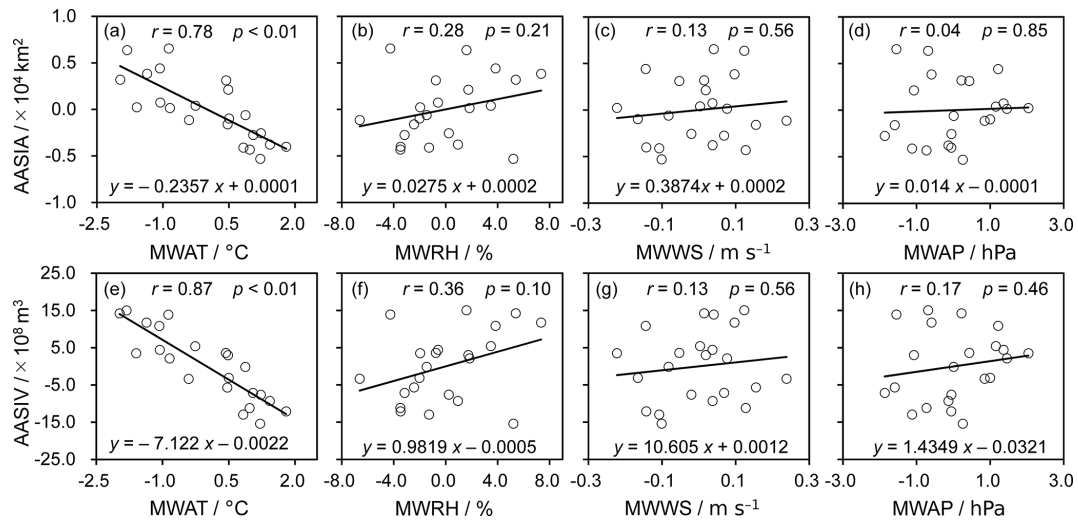 (a) r = 0.78 p < 0.01
(b) r = 0.28 p = 0.21
(c) r = 0.13 p = 0.56
(d) r = 0.04 p = 0.85
1.0
0.5
0.0
-0.5
-1.0
AASIA / × 10⁴ km²
y = – 0.2357 x + 0.0001
y = 0.0275 x + 0.0002
y = 0.3874x + 0.0002
y = 0.014 x – 0.0001
-2.5 -1.0 0.5 2.0
-8.0 -4.0 0.0 4.0 8.0
-0.3 -0.1 0.1 0.3
-3.0 -1.0 1.0 3.0
MWAT / °C
MWRH / %
MWWS / m s⁻¹
MWAP / hPa
(e) r = 0.87 p < 0.01
(f) r = 0.36 p = 0.10
(g) r = 0.13 p = 0.56
(h) r = 0.17 p = 0.46
25.0
15.0
5.0
-5.0
-15.0
-25.0
AASIV / × 10⁸ m³
y = – 7.122 x – 0.0022
y = 0.9819 x – 0.0005
y = 10.605 x + 0.0012
y = 1.4349 x – 0.0321
-2.5 -1.0 0.5 2.0
-8.0 -4.0 0.0 4.0 8.0
-0.3 -0.1 0.1 0.3
-3.0 -1.0 1.0 3.0
MWAT / °C
MWRH / %
MWWS / m s⁻¹
MWAP / hPa